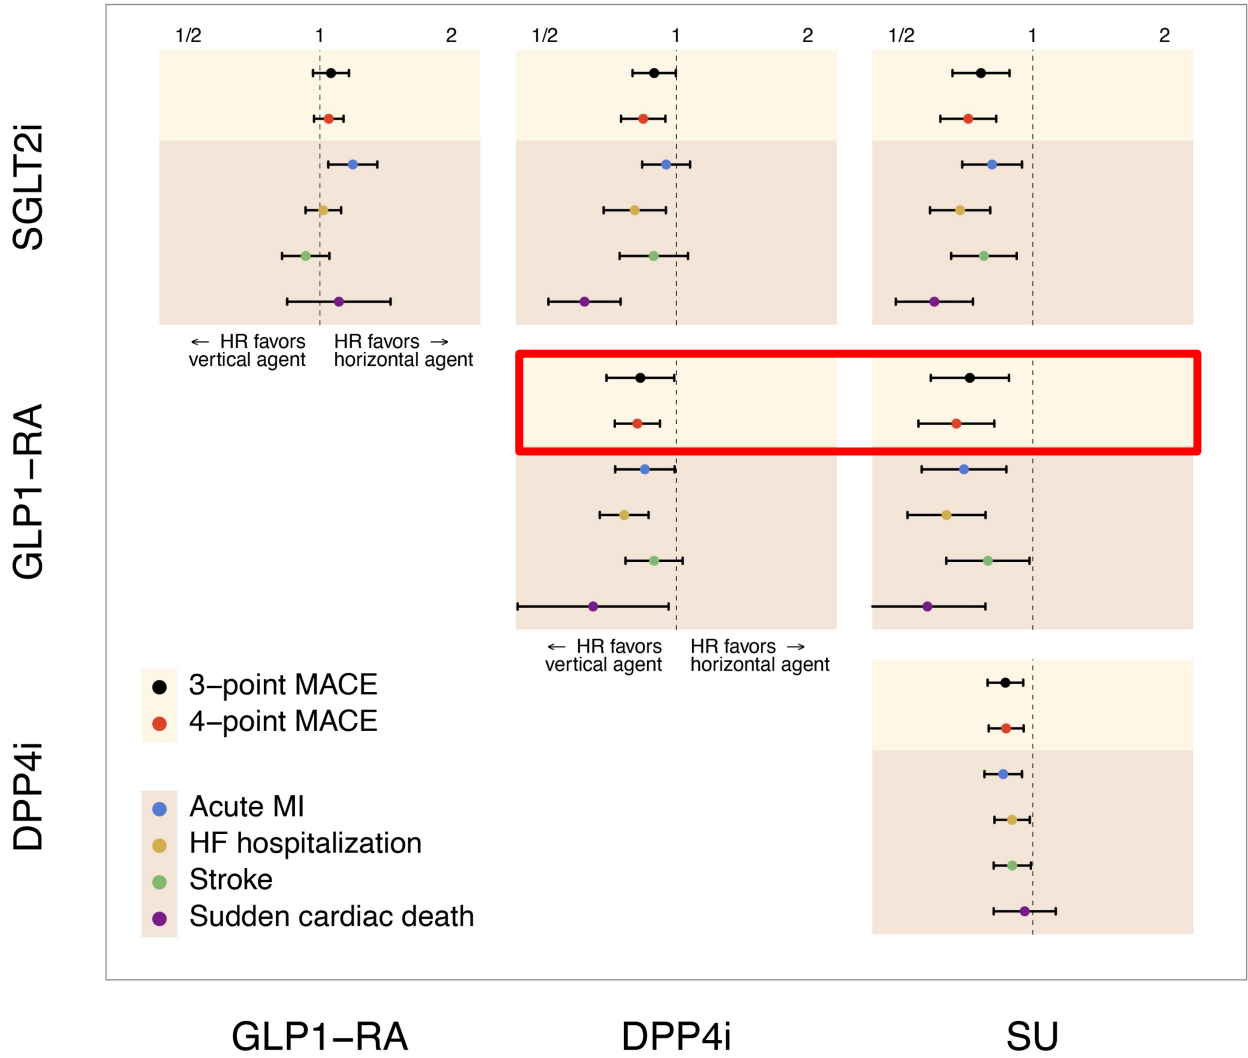 1/2 1 2 1/2 1 2 1/2 1 2
SGLT2i
← HR favors HR favors →
vertical agent horizontal agent
GLP1−RA
← HR favors HR favors →
vertical agent horizontal agent
3−point MACE
4−point MACE
DPP4i
Acute MI
HF hospitalization
Stroke
Sudden cardiac death
GLP1−RA DPP4i SU